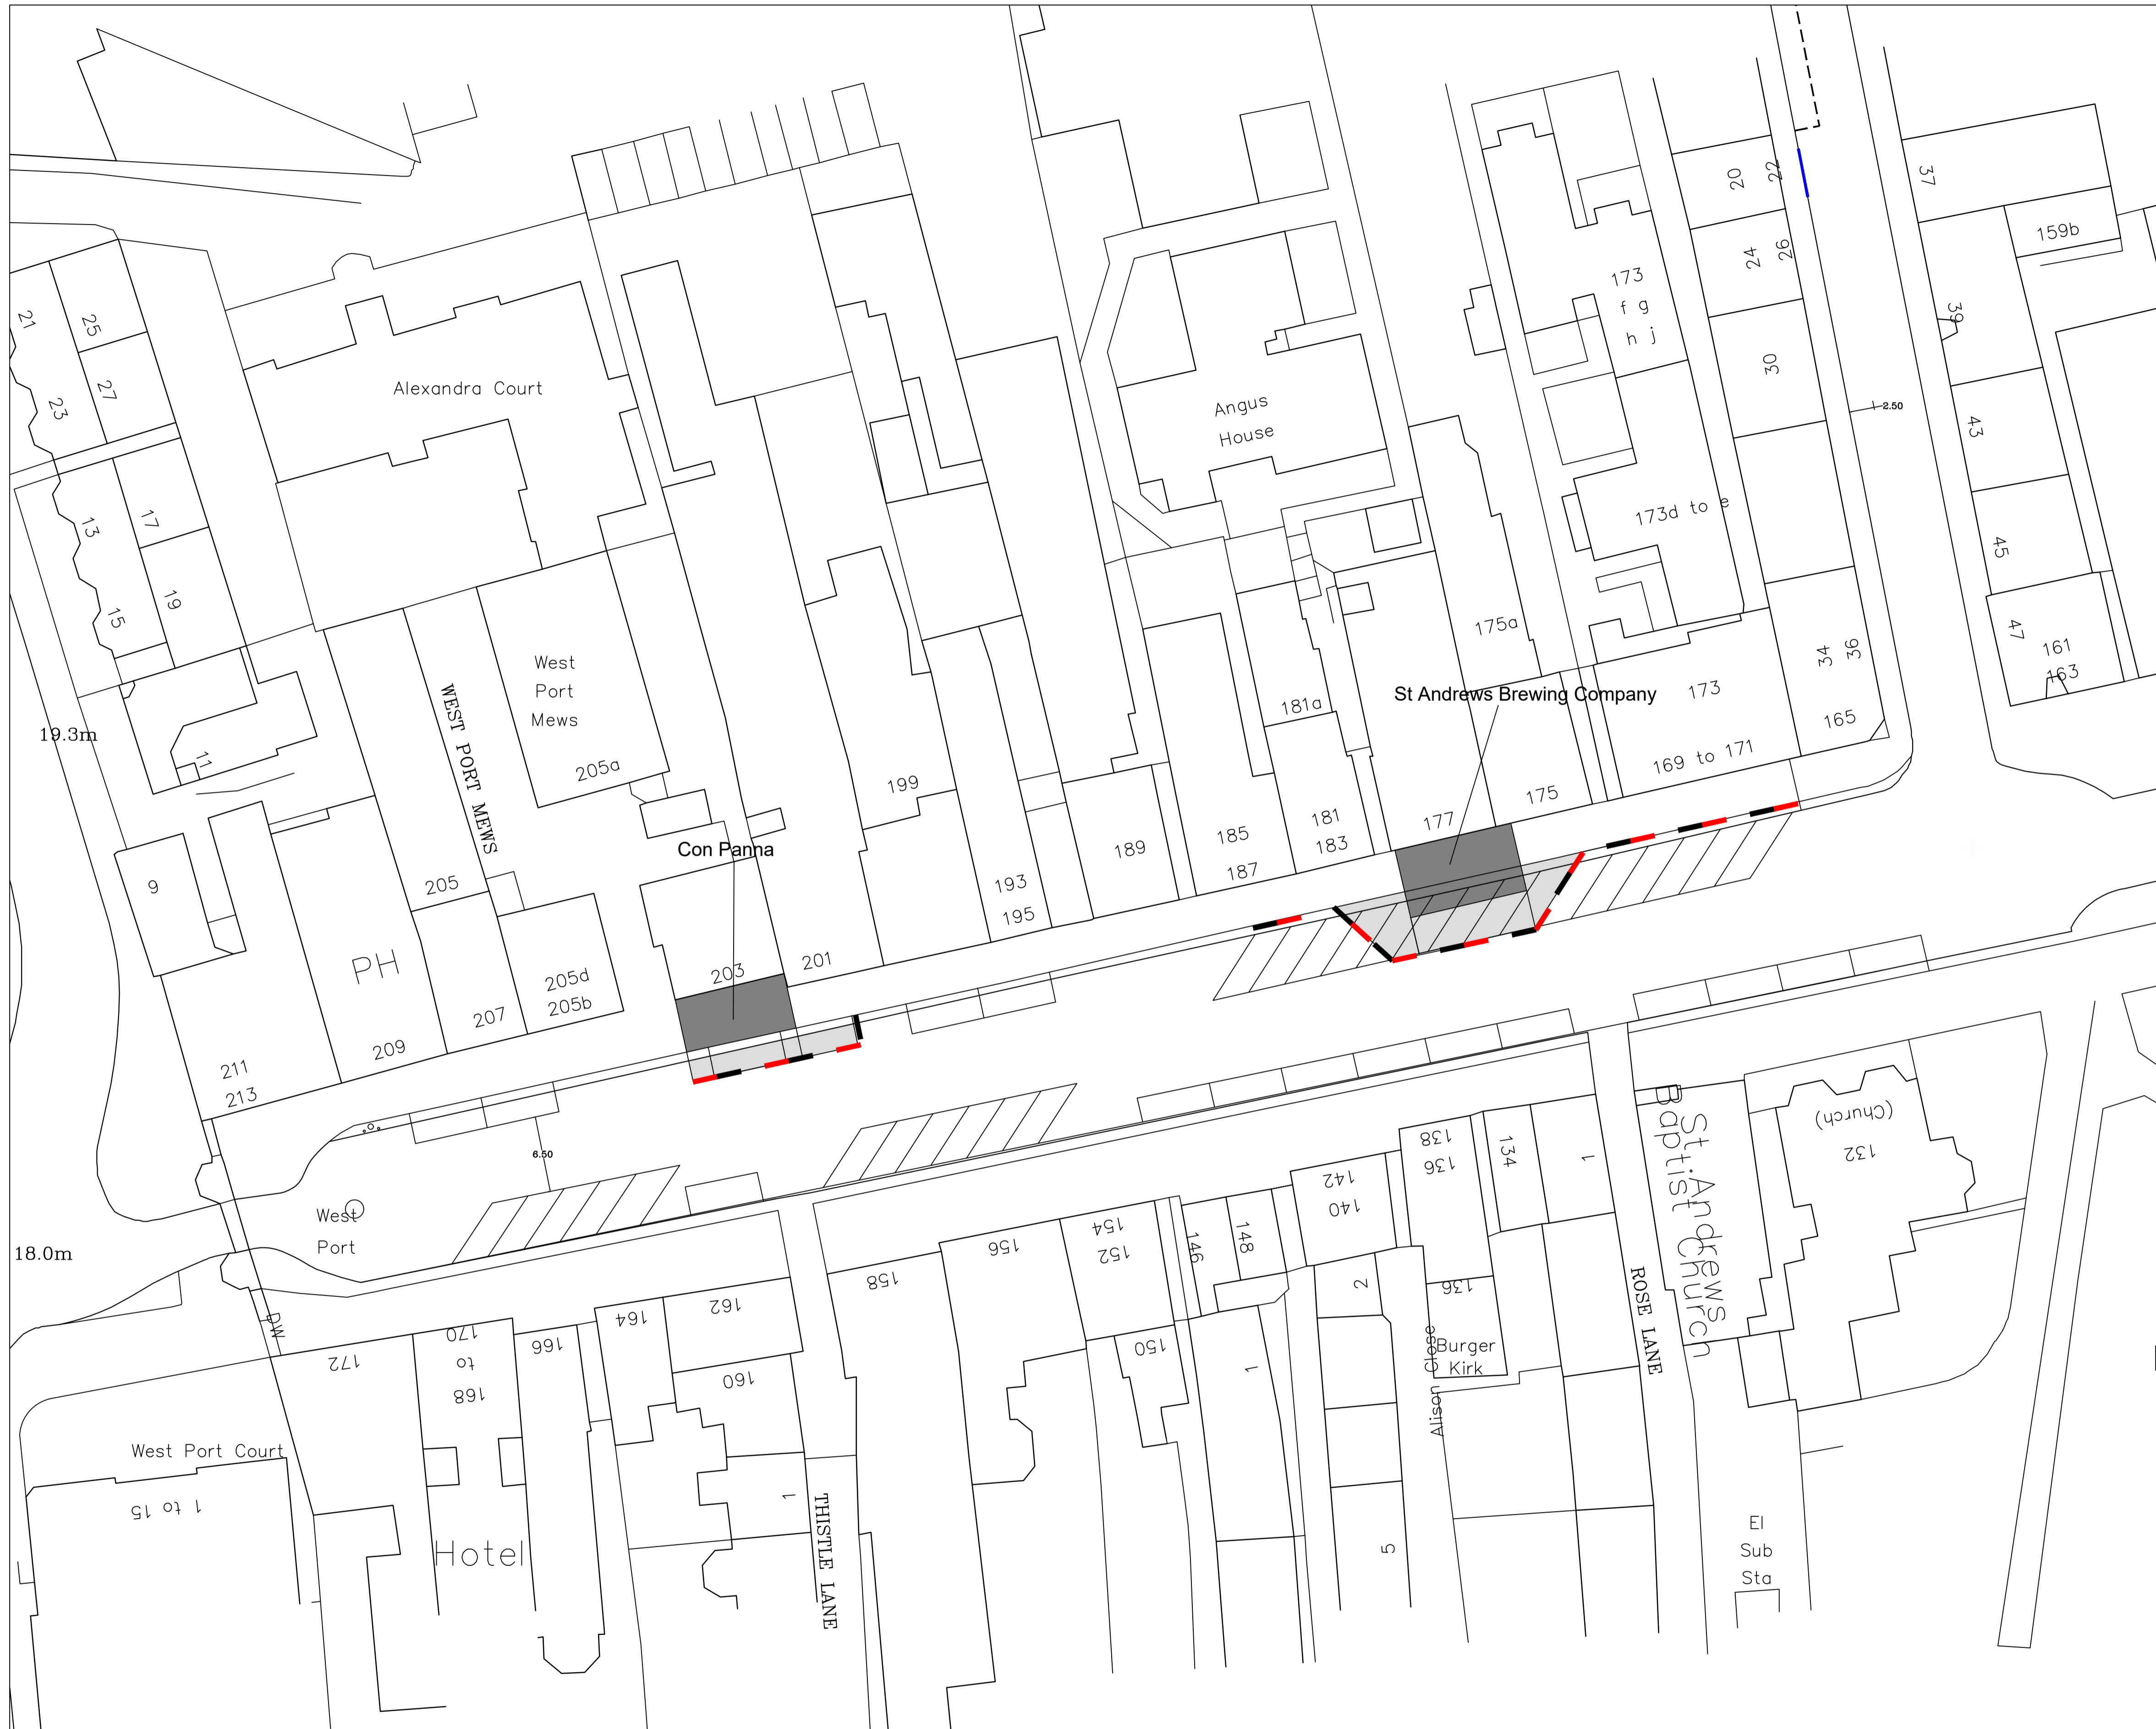 20
22
37
24
26
159b
173
f g
h j
21
25
39
30
27
23
Alexandra Court
Angus
House
2.50
43
13
17
173d to e
45
15
19
175a
47
161
163
34
36
West
Port
Mews
WEST PORT MEWS
181a
St Andrews Brewing Company
173
165
19.3m
11
205a
199
169 to 171
175
177
181
183
185
187
189
Con Panna
9
205
193
195
PH
203
201
205d
205b
207
209
211
213
6.50
West
Port
18.0m
DW
St Andrews
Baptist Church
(Church)
132
138
136
134
1
142
140
154
152
146
148
156
158
2
136
Burger
Kirk
Alison Close
ROSE LANE
162
164
166
170
to
168
172
150
160
1
West Port Court
1 to 15
Hotel
1
THISTLE LANE
5
El
Sub
Sta